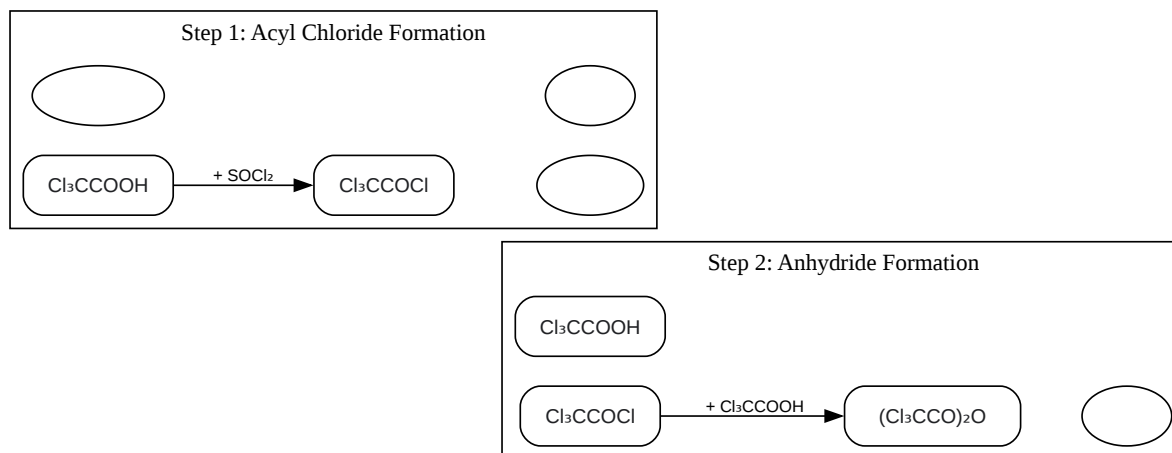 Step 1: Acyl Chloride Formation
Cl₃CCOOH
+ SOCl₂
Cl₃CCOCl
Step 2: Anhydride Formation
Cl₃CCOOH
Cl₃CCOCl
+ Cl₃CCOOH
(Cl₃CCO)₂O